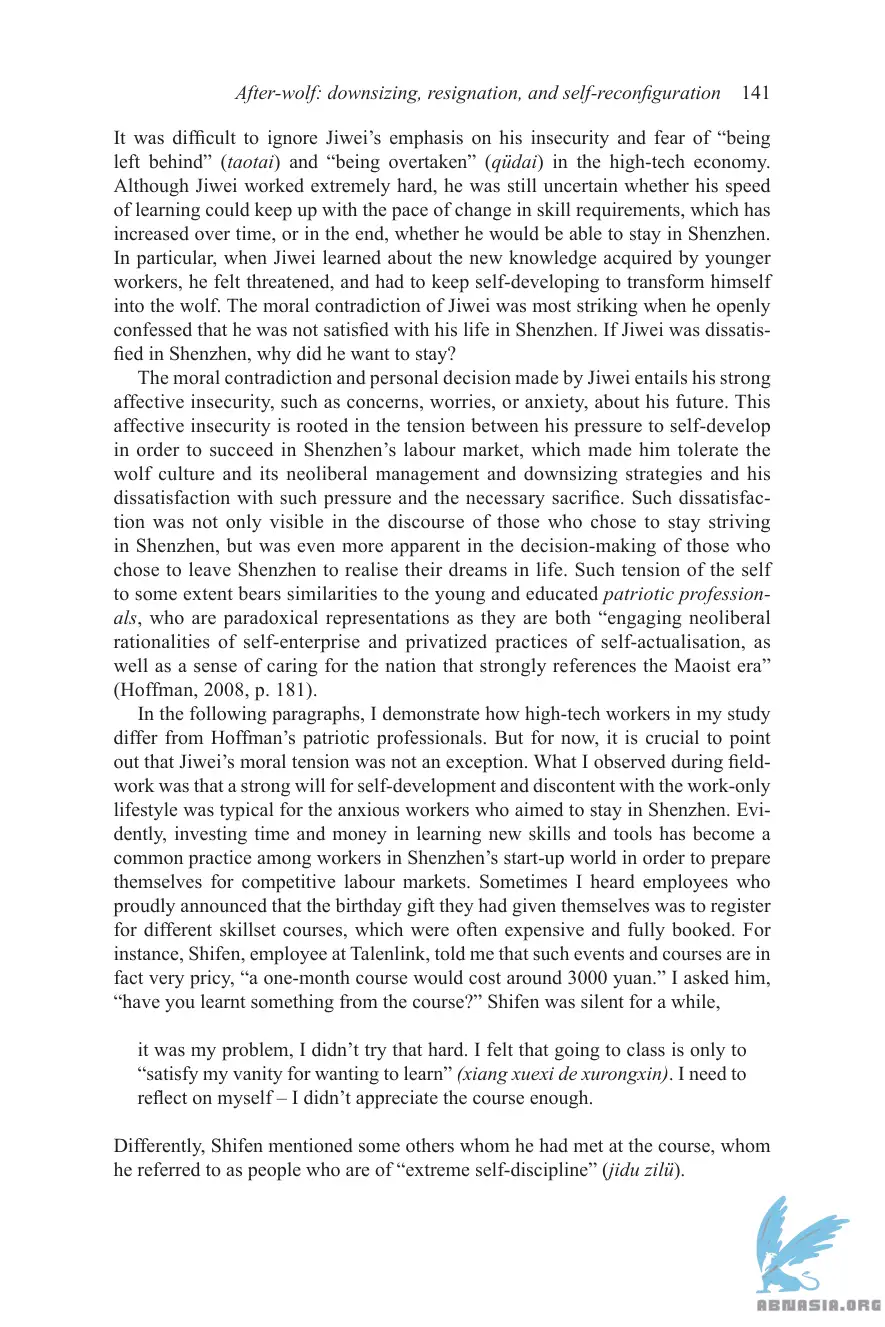 After-wolf: downsizing, resignation, and self-reconfiguration 141
It was difficult to ignore Jiwei’s emphasis on his insecurity and fear of “being
left behind” (taotai) and “being overtaken” (qüdai) in the high-tech economy.
Although Jiwei worked extremely hard, he was still uncertain whether his speed
of learning could keep up with the pace of change in skill requirements, which has
increased over time, or in the end, whether he would be able to stay in Shenzhen.
In particular, when Jiwei learned about the new knowledge acquired by younger
workers, he felt threatened, and had to keep self-developing to transform himself
into the wolf. The moral contradiction of Jiwei was most striking when he openly
confessed that he was not satisfied with his life in Shenzhen. If Jiwei was dissatis-
fied in Shenzhen, why did he want to stay?
The moral contradiction and personal decision made by Jiwei entails his strong
affective insecurity, such as concerns, worries, or anxiety, about his future. This
affective insecurity is rooted in the tension between his pressure to self-develop
in order to succeed in Shenzhen’s labour market, which made him tolerate the
wolf culture and its neoliberal management and downsizing strategies and his
dissatisfaction with such pressure and the necessary sacrifice. Such dissatisfac-
tion was not only visible in the discourse of those who chose to stay striving
in Shenzhen, but was even more apparent in the decision-making of those who
chose to leave Shenzhen to realise their dreams in life. Such tension of the self
to some extent bears similarities to the young and educated patriotic profession-
als, who are paradoxical representations as they are both “engaging neoliberal
rationalities of self-enterprise and privatized practices of self-actualisation, as
well as a sense of caring for the nation that strongly references the Maoist era”
(Hoffman, 2008, p. 181).
In the following paragraphs, I demonstrate how high-tech workers in my study
differ from Hoffman’s patriotic professionals. But for now, it is crucial to point
out that Jiwei’s moral tension was not an exception. What I observed during field-
work was that a strong will for self-development and discontent with the work-only
lifestyle was typical for the anxious workers who aimed to stay in Shenzhen. Evi-
dently, investing time and money in learning new skills and tools has become a
common practice among workers in Shenzhen’s start-up world in order to prepare
themselves for competitive labour markets. Sometimes I heard employees who
proudly announced that the birthday gift they had given themselves was to register
for different skillset courses, which were often expensive and fully booked. For
instance, Shifen, employee at Talenlink, told me that such events and courses are in
fact very pricy, “a one-month course would cost around 3000 yuan.” I asked him,
“have you learnt something from the course?” Shifen was silent for a while,
it was my problem, I didn’t try that hard. I felt that going to class is only to
“satisfy my vanity for wanting to learn” (xiang xuexi de xurongxin). I need to
reflect on myself – I didn’t appreciate the course enough.
Differently, Shifen mentioned some others whom he had met at the course, whom
he referred to as people who are of “extreme self-discipline” (jidu zilü).
ABNASIA.ORG